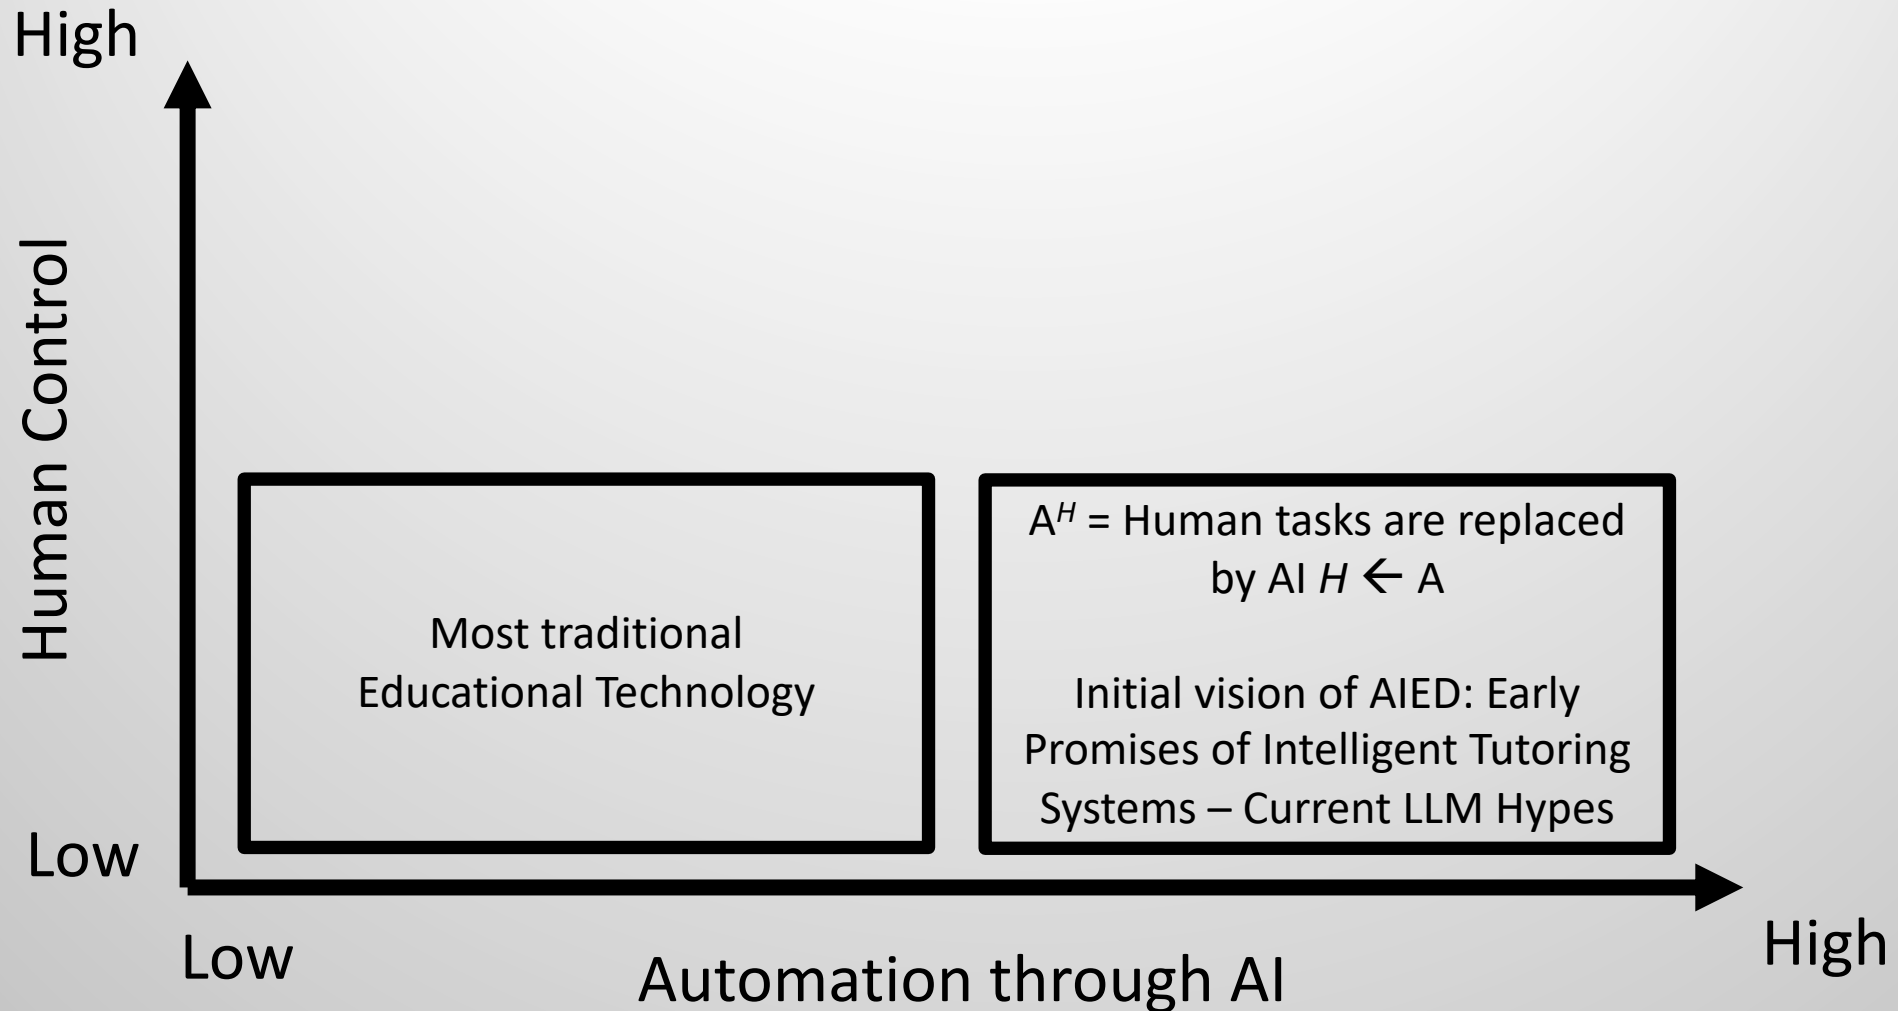 High
Human Control
Most traditional
Educational Technology
A^H = Human tasks are replaced
by AI H ← A
Initial vision of AIED: Early
Promises of Intelligent Tutoring
Systems – Current LLM Hypes
Low
Low
Automation through AI
High